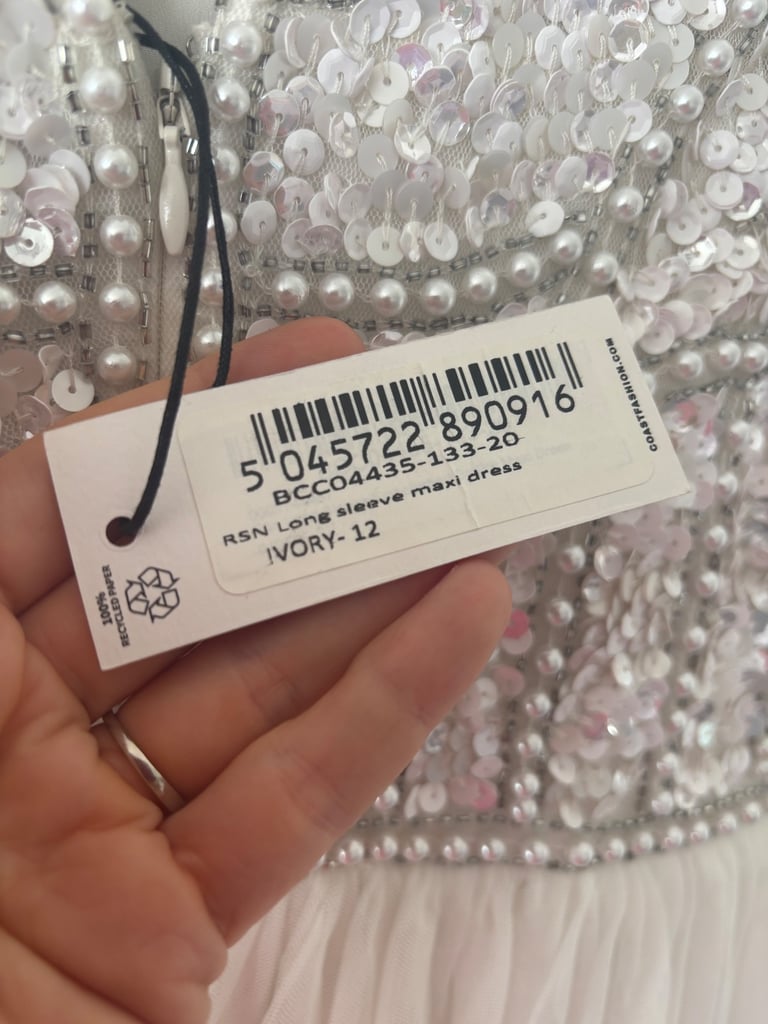 5 045722 890916
BCC04435-133-20
RSN Long sleeve maxi dress
IVORY- 12
COASTFASHION.COM
100%
RECYCLED PAPER